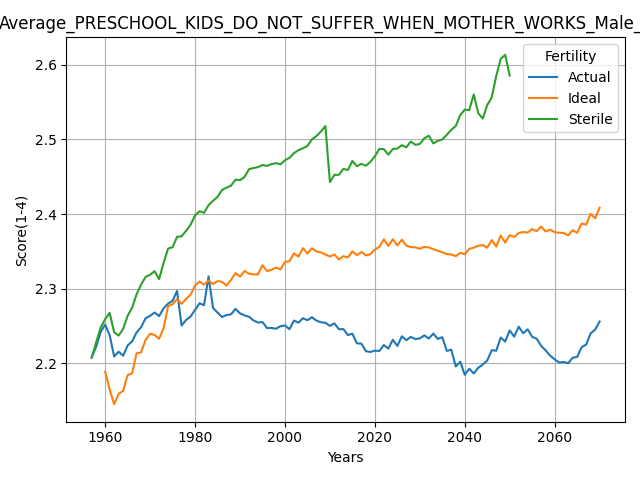 Average_PRESCHOOL_KIDS_DO_NOT_SUFFER_WHEN_MOTHER_WORKS_Male_
Fertility
Actual
Ideal
Sterile
Score(1-4)
2.6
2.5
2.4
2.3
2.2
1960 1980 2000 2020 2040 2060
Years